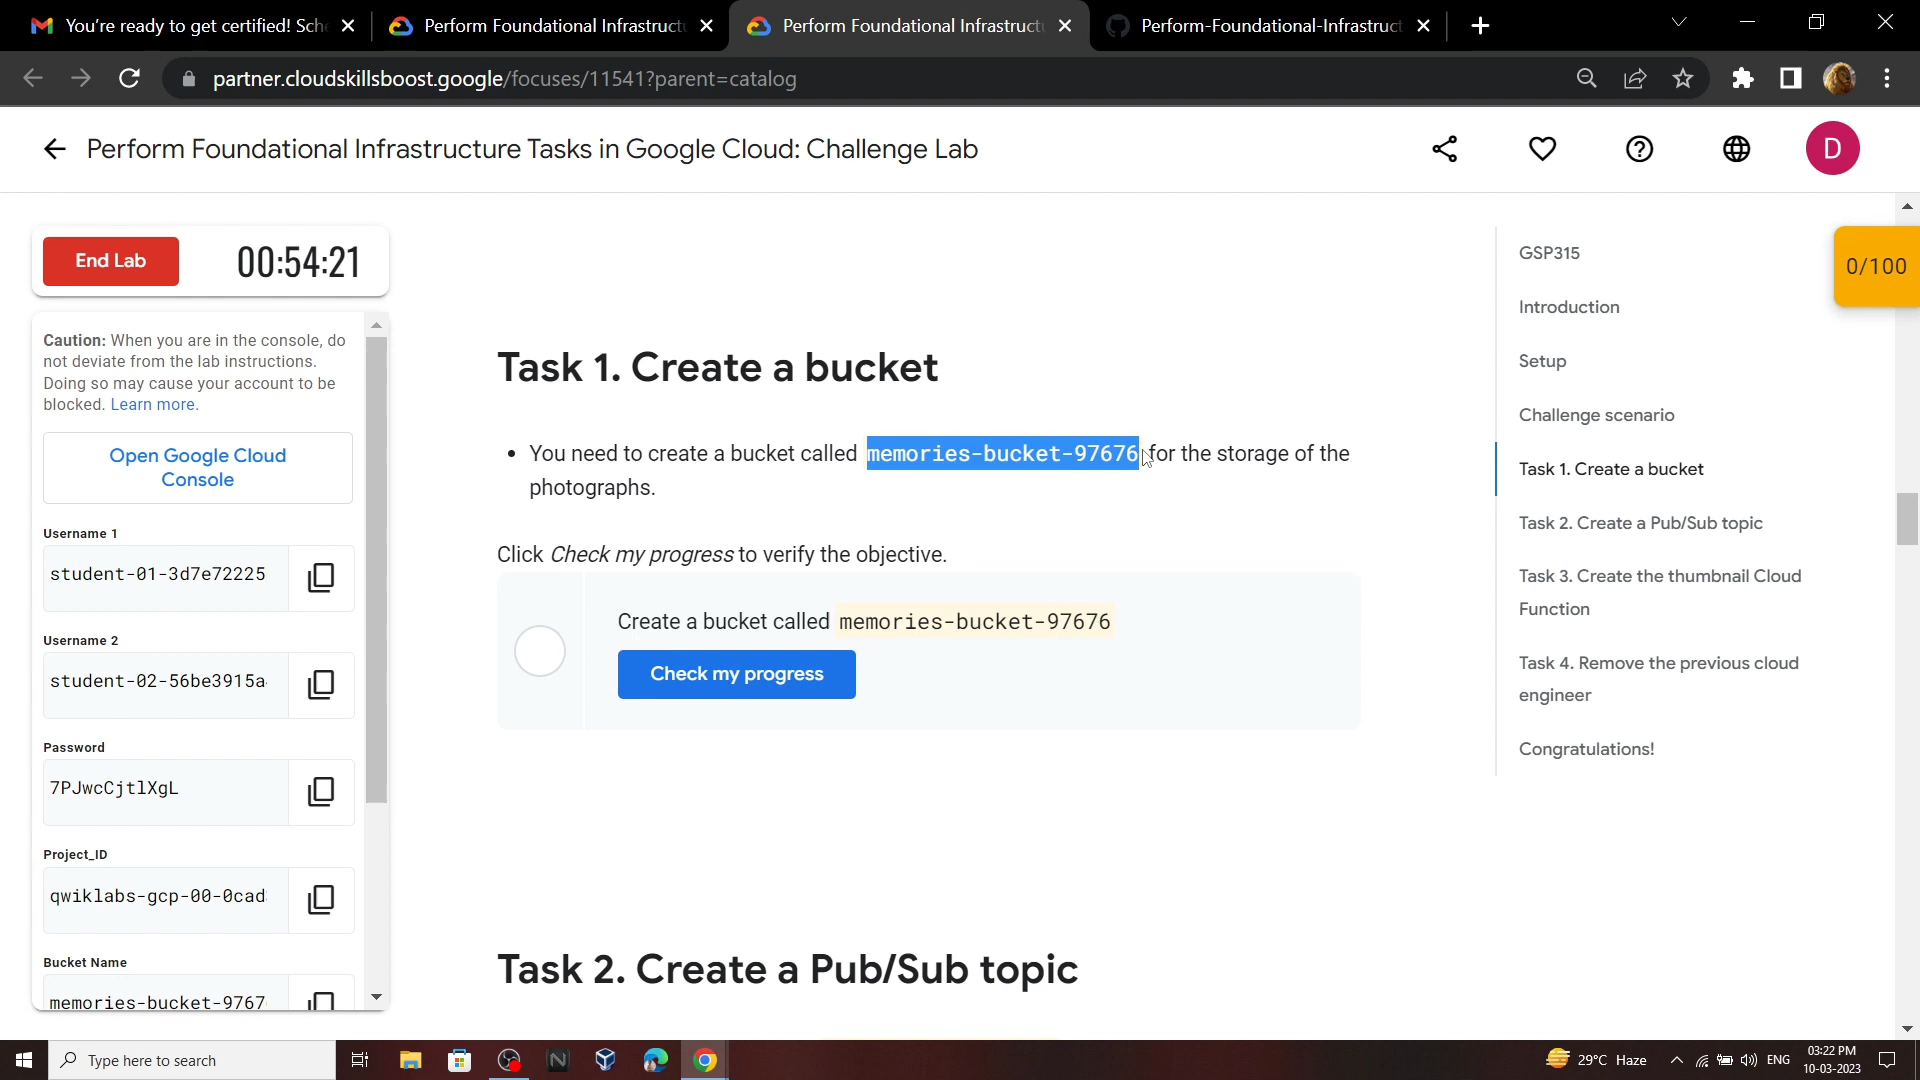 You're ready to get certified! Sch
Perform Foundational Infrastructu
Perform Foundational Infrastructu
Perform-Foundational-Infrastruct
partner.cloudskillsboost.google/focuses/11541?parent=catalog
Perform Foundational Infrastructure Tasks in Google Cloud: Challenge Lab
D
End Lab
00:54:21
Caution: When you are in the console, do
not deviate from the lab instructions.
Doing so may cause your account to be
blocked. Learn more.
Open Google Cloud
Console
Username 1
student-01-3d7e72225
Username 2
student-02-56be3915a
Password
7PJwcCjtlXgL
Project_ID
qwiklabs-gcp-00-0cad
Bucket Name
memories-bucket-9767
Task 1. Create a bucket
• You need to create a bucket called memories-bucket-97676 for the storage of the
photographs.
Click Check my progress to verify the objective.
Create a bucket called memories-bucket-97676
Check my progress
Task 2. Create a Pub/Sub topic
GSP315
Introduction
Setup
Challenge scenario
Task 1. Create a bucket
Task 2. Create a Pub/Sub topic
Task 3. Create the thumbnail Cloud
Function
Task 4. Remove the previous cloud
engineer
Congratulations!
0/100
Type here to search
29°C Haze
ENG
03:22 PM
10-03-2023